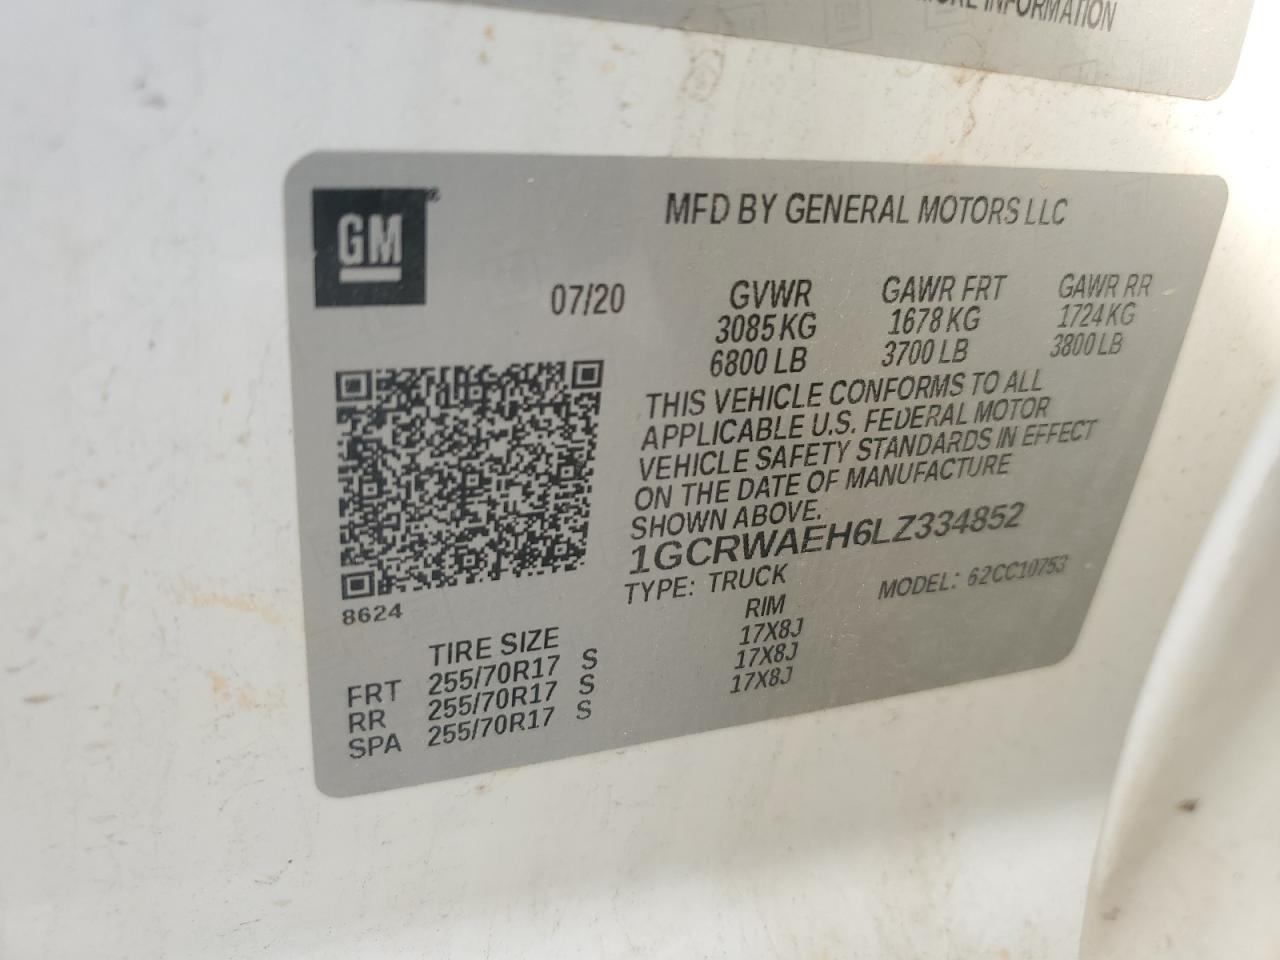 MORE INFORMATION
GM
MFD BY GENERAL MOTORS LLC
07/20
GVWR GAWR FRT GAWR RR
3085 KG 1678 KG 1724 KG
6800 LB 3700 LB 3800 LB
THIS VEHICLE CONFORMS TO ALL
APPLICABLE U.S. FEDERAL MOTOR
VEHICLE SAFETY STANDARDS IN EFFECT
ON THE DATE OF MANUFACTURE
SHOWN ABOVE.
1GCRWAEH6LZ334852
TYPE: TRUCK MODEL: 62CC10753
8624
TIRE SIZE RIM
FRT 255/70R17 S 17X8J
RR 255/70R17 S 17X8J
SPA 255/70R17 S 17X8J